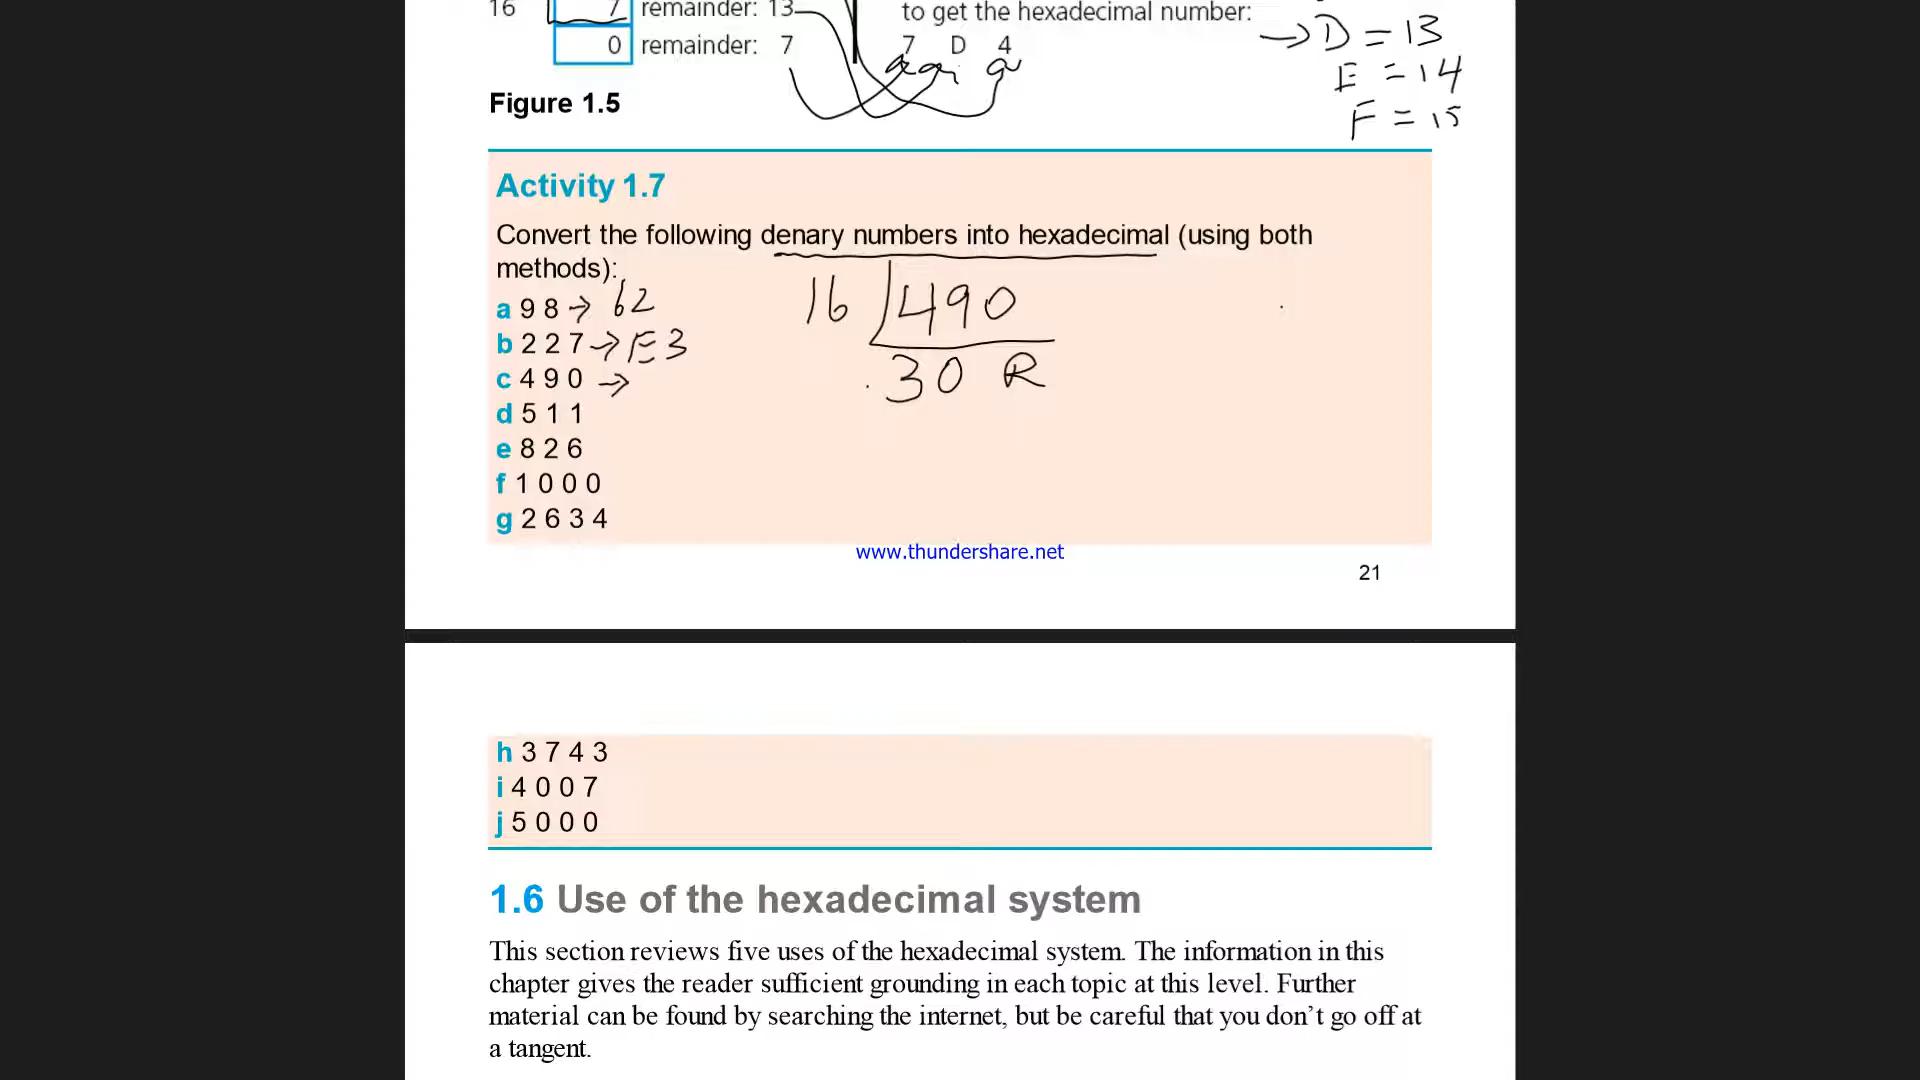 16 7 remainder: 13
0 remainder: 7
to get the hexadecimal number:
7 D 4
→ D = 13
E = 14
F = 15
Figure 1.5
Activity 1.7
Convert the following denary numbers into hexadecimal (using both
methods):
a 9 8 → 62
b 2 2 7 → E3
c 4 9 0 →
d 5 1 1
e 8 2 6
f 1 0 0 0
g 2 6 3 4
16 490
30 R
www.thundershare.net
21
h 3 7 4 3
i 4 0 0 7
j 5 0 0 0
1.6 Use of the hexadecimal system
This section reviews five uses of the hexadecimal system. The information in this
chapter gives the reader sufficient grounding in each topic at this level. Further
material can be found by searching the internet, but be careful that you don’t go off at
a tangent.